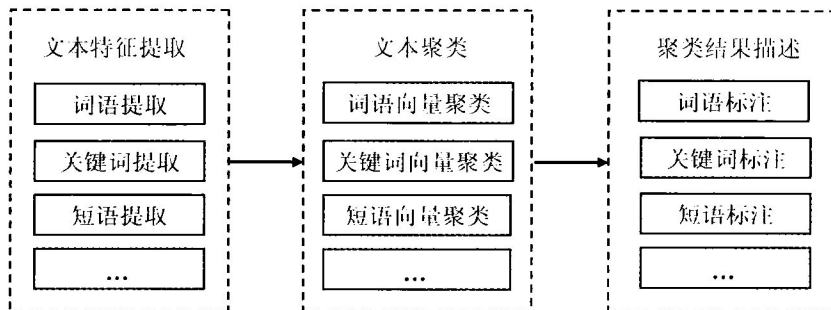 文本特征提取
词语提取
关键词提取
短语提取
...
文本聚类
词语向量聚类
关键词向量聚类
短语向量聚类
...
聚类结果描述
词语标注
关键词标注
短语标注
...